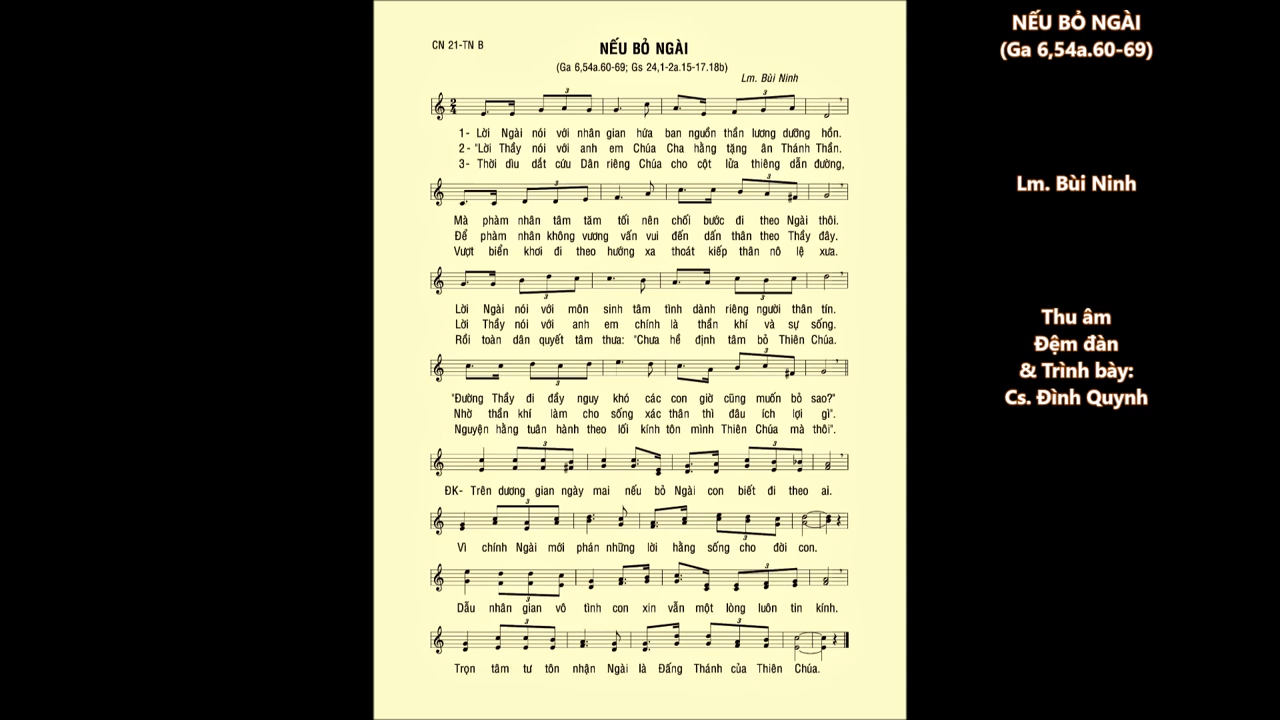 CN 21-TN B
NẾU BỎ NGÀI
(Ga 6,54a.60-69; Gs 24,1-2a.15-17.18b)
Lm. Bùi Ninh
1- Lời Ngài nói với nhân gian hứa ban nguồn thần lương dưỡng hồn.
2- "Lời Thầy nói với anh em Chúa Cha hằng tặng ân Thánh Thần.
3- Thời dìu dắt cứu Dân riêng Chúa cho cột lửa thiêng dẫn đường,
Mà phàm nhân tâm tăm tối nên chối bước đi theo Ngài thôi.
Để phàm nhân không vương vấn vui đến dấn thân theo Thầy đây.
Vượt biển khơi đi theo hướng xa thoát kiếp thân nô lệ xưa.
Lời Ngài nói với môn sinh tâm tình dành riêng người thân tín.
Lời Thầy nói với anh em chính là thần khí và sự sống.
Rồi toàn dân quyết tâm thưa: "Chưa hề định tâm bỏ Thiên Chúa.
"Đường Thầy đi đầy nguy khó các con giờ cũng muốn bỏ sao?"
Nhờ thần khí làm cho sống xác thân thì đâu ích lợi gì".
Nguyện hằng tuân hành theo lối kính tôn mình Thiên Chúa mà thôi".
ĐK- Trên dương gian ngày mai nếu bỏ Ngài con biết đi theo ai.
Vì chính Ngài mới phán những lời hằng sống cho đời con.
Dẫu nhân gian vô tình con xin vẫn một lòng luôn tin kính.
Trọn tâm tư tôn nhận Ngài là Đấng Thánh của Thiên Chúa.
NẾU BỎ NGÀI
(Ga 6,54a.60-69)
Lm. Bùi Ninh
Thu âm
Đệm đàn
& Trình bày:
Cs. Đình Quynh